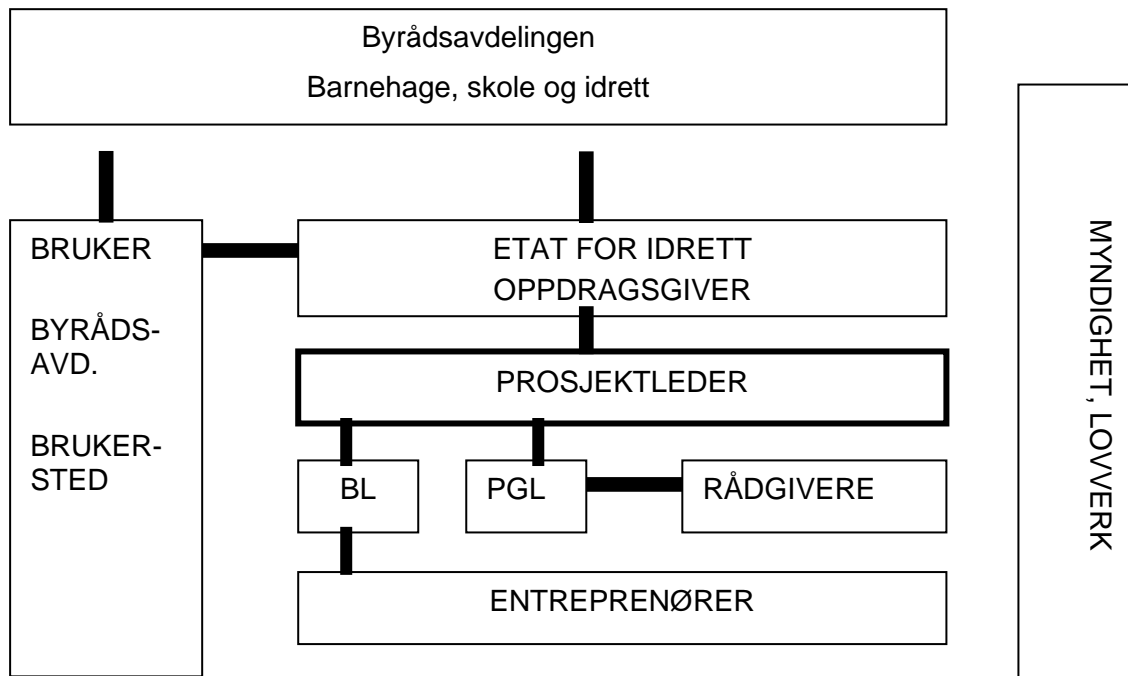 Byrådsavdelingen
Barnehage, skole og idrett
BRUKER
BYRÅDS-
AVD.
BRUKER-
STED
ETAT FOR IDRETT
OPPDRAGSGIVER
PROSJEKTLEDER
BL
PGL
RÅDGIVERE
ENTREPRENØRER
MYNDIGHET, LOVVERK